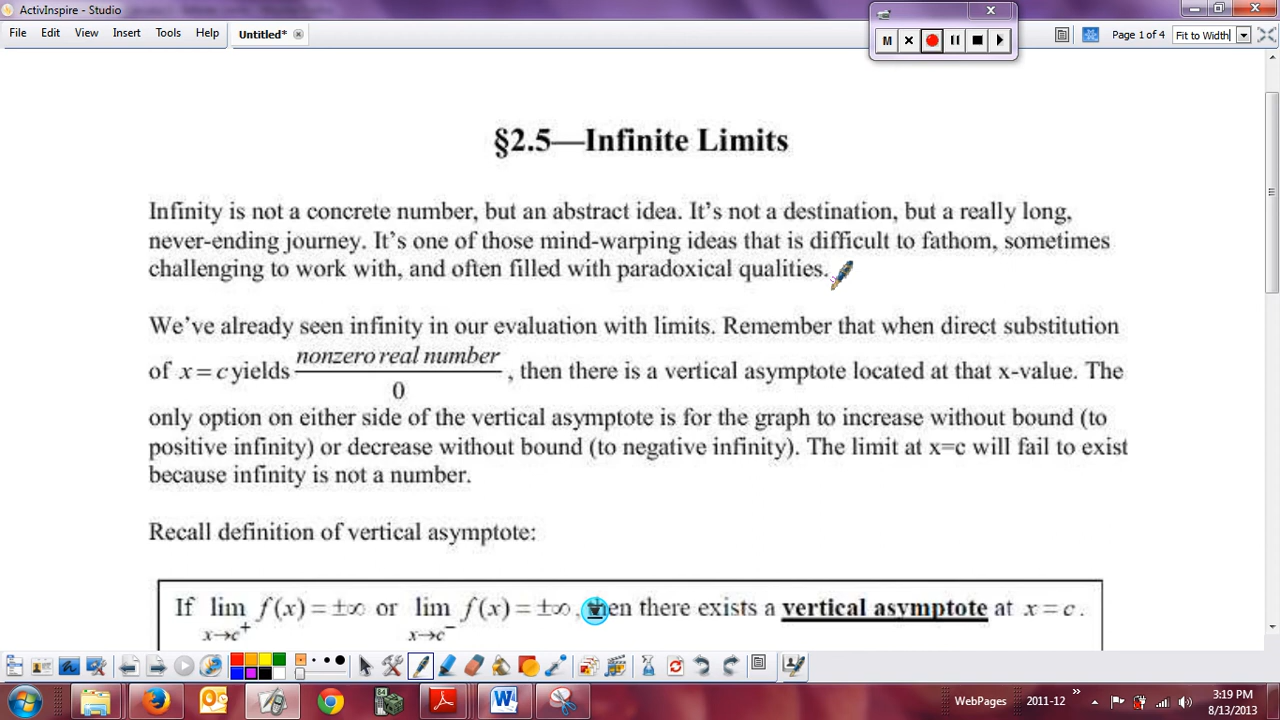 ActivInspire - Studio
File Edit View Insert Tools Help Untitled* Page 1 of 4 Fit to Width
M
§2.5—Infinite Limits
Infinity is not a concrete number, but an abstract idea. It's not a destination, but a really long,
never-ending journey. It's one of those mind-warping ideas that is difficult to fathom, sometimes
challenging to work with, and often filled with paradoxical qualities.
We've already seen infinity in our evaluation with limits. Remember that when direct substitution
of x = c yields nonzero real number / 0 , then there is a vertical asymptote located at that x-value. The
only option on either side of the vertical asymptote is for the graph to increase without bound (to
positive infinity) or decrease without bound (to negative infinity). The limit at x=c will fail to exist
because infinity is not a number.
Recall definition of vertical asymptote:
If lim x→c⁺ f(x) = ±∞ or lim x→c⁻ f(x) = ±∞, then there exists a vertical asymptote at x = c.
WebPages 2011-12 » 3:19 PM
8/13/2013